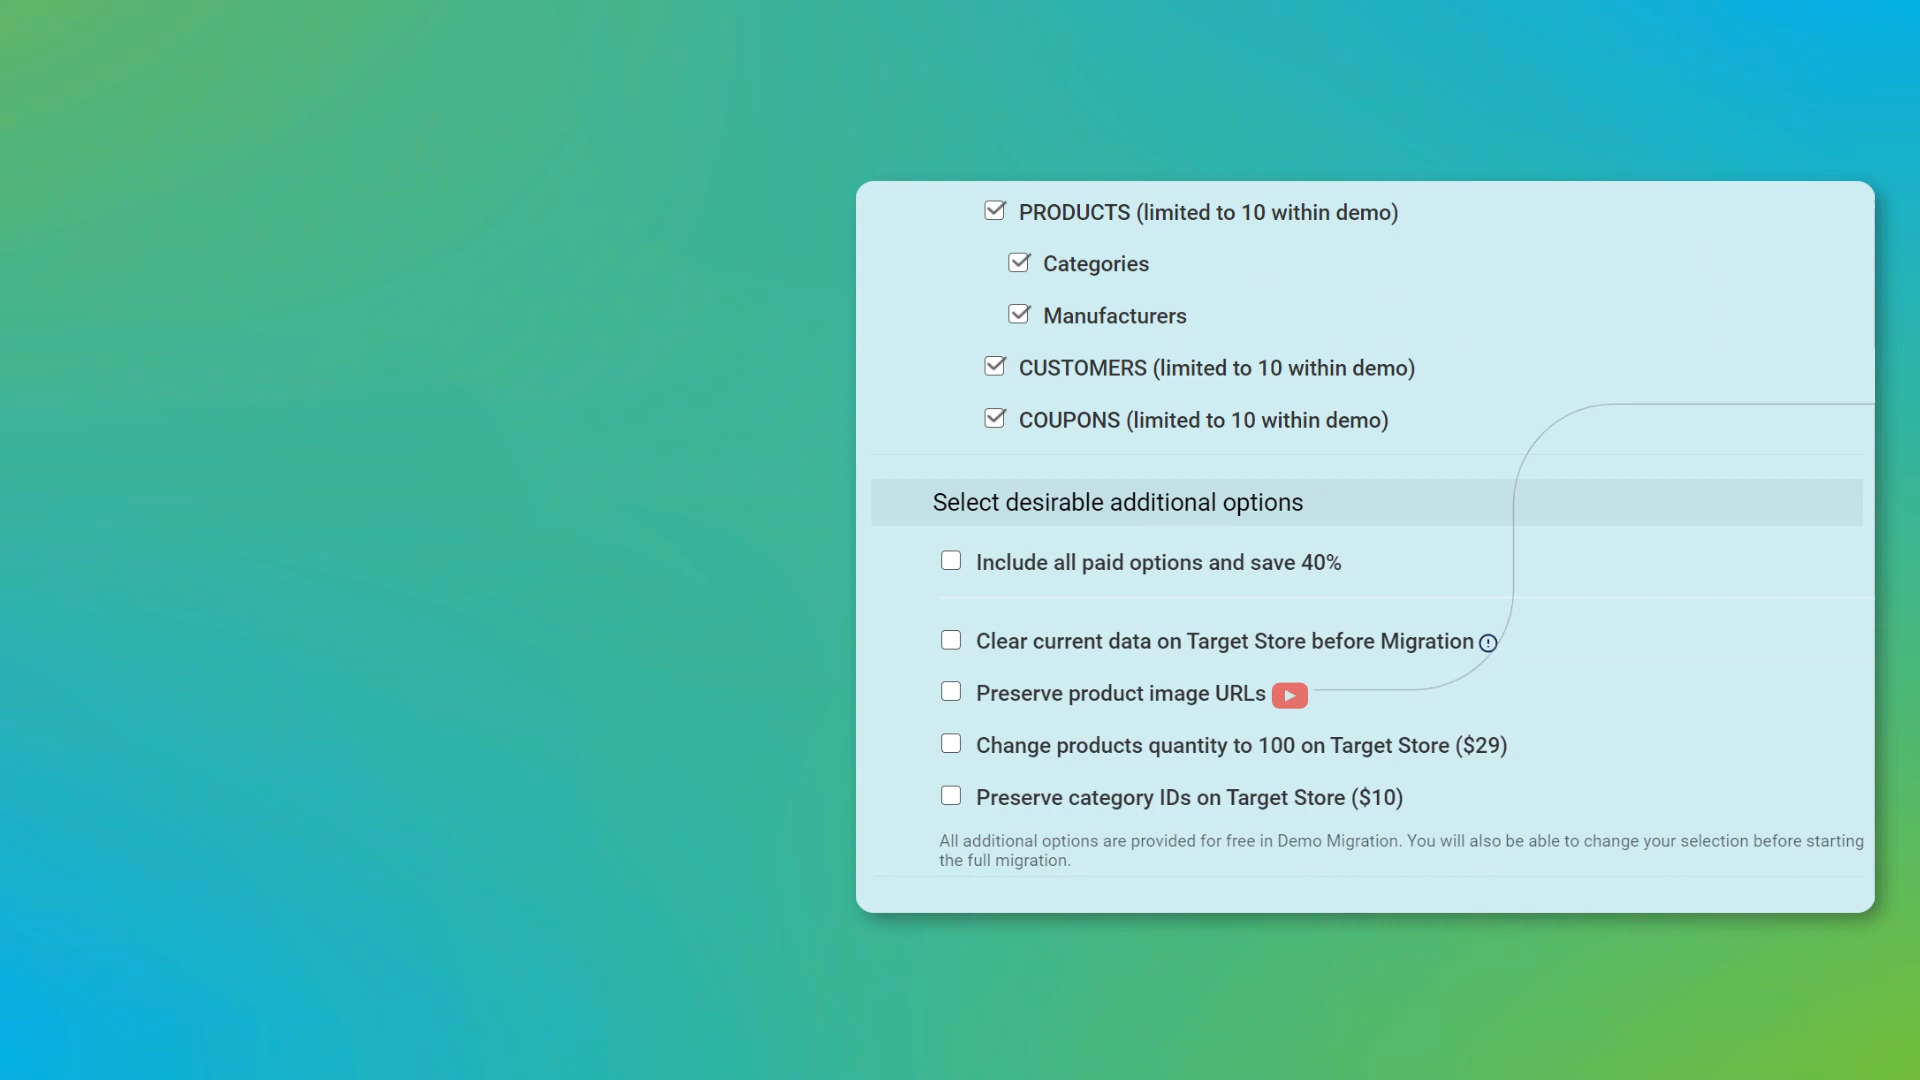 PRODUCTS (limited to 10 within demo)
Categories
Manufacturers
CUSTOMERS (limited to 10 within demo)
COUPONS (limited to 10 within demo)
Select desirable additional options
Include all paid options and save 40%
Clear current data on Target Store before Migration
Preserve product image URLs
Change products quantity to 100 on Target Store ($29)
Preserve category IDs on Target Store ($10)
All additional options are provided for free in Demo Migration. You will also be able to change your selection before starting
the full migration.